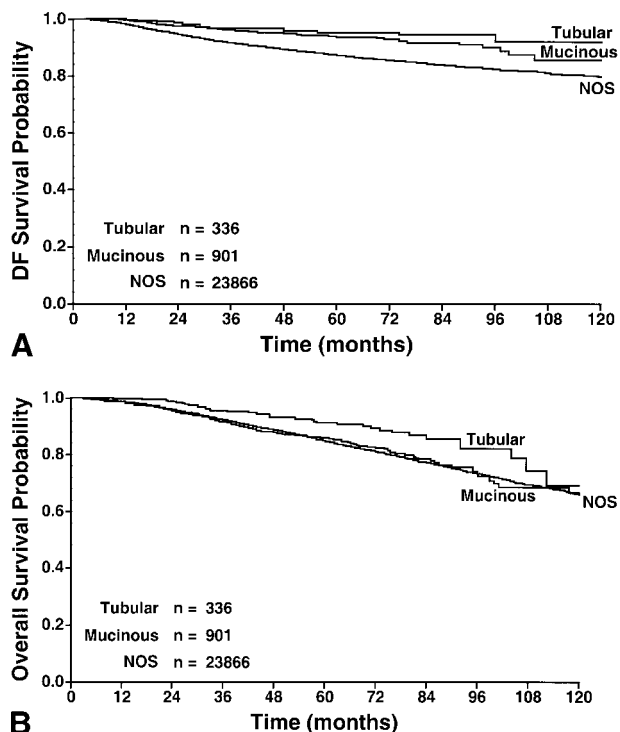 1.0
0.8
0.6
0.4
0.2
0.0
DF Survival Probability
Tubular
Mucinous
NOS
Tubular n = 336
Mucinous n = 901
NOS n = 23866
0 12 24 36 48 60 72 84 96 108 120
Time (months)
A
1.0
0.8
0.6
0.4
0.2
0.0
Overall Survival Probability
Tubular
Mucinous
NOS
Tubular n = 336
Mucinous n = 901
NOS n = 23866
0 12 24 36 48 60 72 84 96 108 120
Time (months)
B